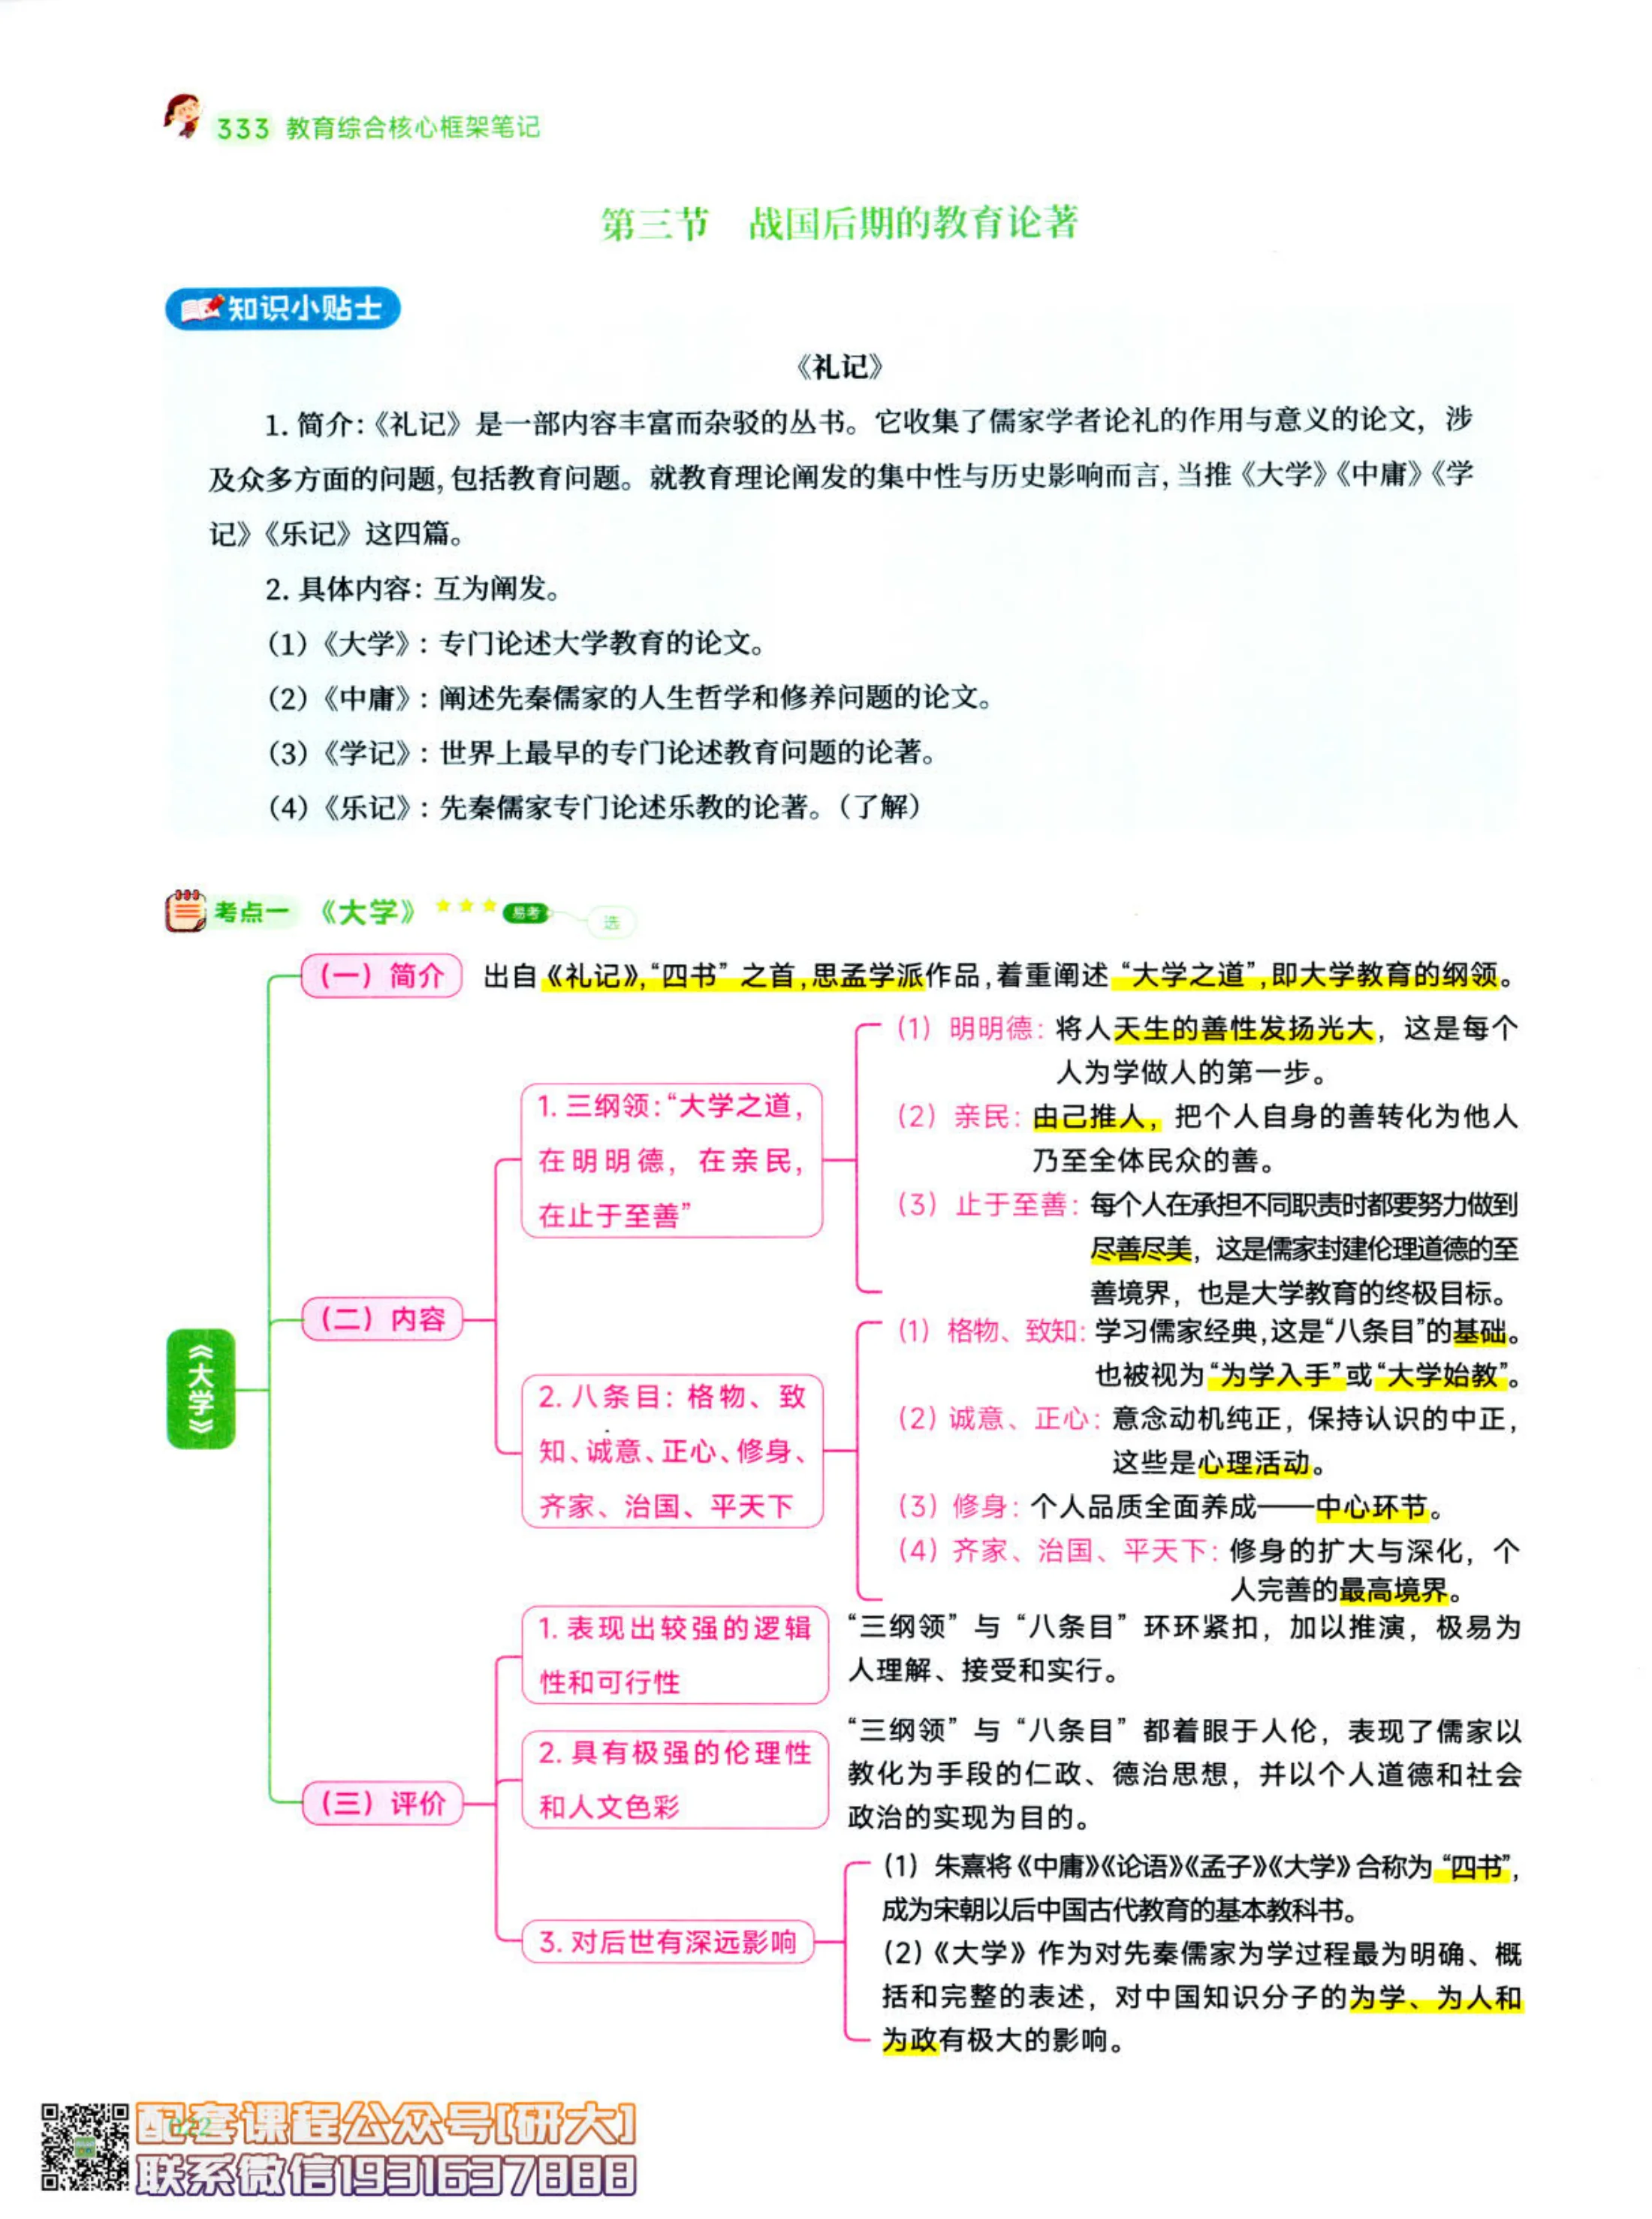 333 教育综合核心框架笔记
第三节 战国后期的教育论著
知识小贴士
《礼记》
1. 简介：《礼记》是一部内容丰富而杂驳的丛书。它收集了儒家学者论礼的作用与意义的论文，涉
及众多方面的问题，包括教育问题。就教育理论阐发的集中性与历史影响而言，当推《大学》《中庸》《学
记》《乐记》这四篇。
2. 具体内容：互为阐发。
（1）《大学》：专门论述大学教育的论文。
（2）《中庸》：阐述先秦儒家的人生哲学和修养问题的论文。
（3）《学记》：世界上最早的专门论述教育问题的论著。
（4）《乐记》：先秦儒家专门论述乐教的论著。（了解）
考点一 《大学》 易考 选
《大学》
（一）简介
出自《礼记》，“四书”之首，思孟学派作品，着重阐述“大学之道”，即大学教育的纲领。
（二）内容
1. 三纲领：“大学之道，
在明明德，在亲民，
在止于至善”
（1）明明德：将人天生的善性发扬光大，这是每个
人为学做人的第一步。
（2）亲民：由己推人，把个人自身的善转化为他人
乃至全体民众的善。
（3）止于至善：每个人在承担不同职责时都要努力做到
尽善尽美，这是儒家封建伦理道德的至
善境界，也是大学教育的终极目标。
2. 八条目：格物、致
知、诚意、正心、修身、
齐家、治国、平天下
（1）格物、致知：学习儒家经典，这是“八条目”的基础。
也被视为“为学入手”或“大学始教”。
（2）诚意、正心：意念动机纯正，保持认识的中正，
这些是心理活动。
（3）修身：个人品质全面养成——中心环节。
（4）齐家、治国、平天下：修身的扩大与深化，个
人完善的最高境界。
（三）评价
1. 表现出较强的逻辑
性和可行性
“三纲领”与“八条目”环环紧扣，加以推演，极易为
人理解、接受和实行。
2. 具有极强的伦理性
和人文色彩
“三纲领”与“八条目”都着眼于人伦，表现了儒家以
教化为手段的仁政、德治思想，并以个人道德和社会
政治的实现为目的。
3. 对后世有深远影响
（1）朱熹将《中庸》《论语》《孟子》《大学》合称为“四书”，
成为宋朝以后中国古代教育的基本教科书。
（2）《大学》作为对先秦儒家为学过程最为明确、概
括和完整的表述，对中国知识分子的为学、为人和
为政有极大的影响。
022
配套课程公众号[研大]
联系微信1931637888